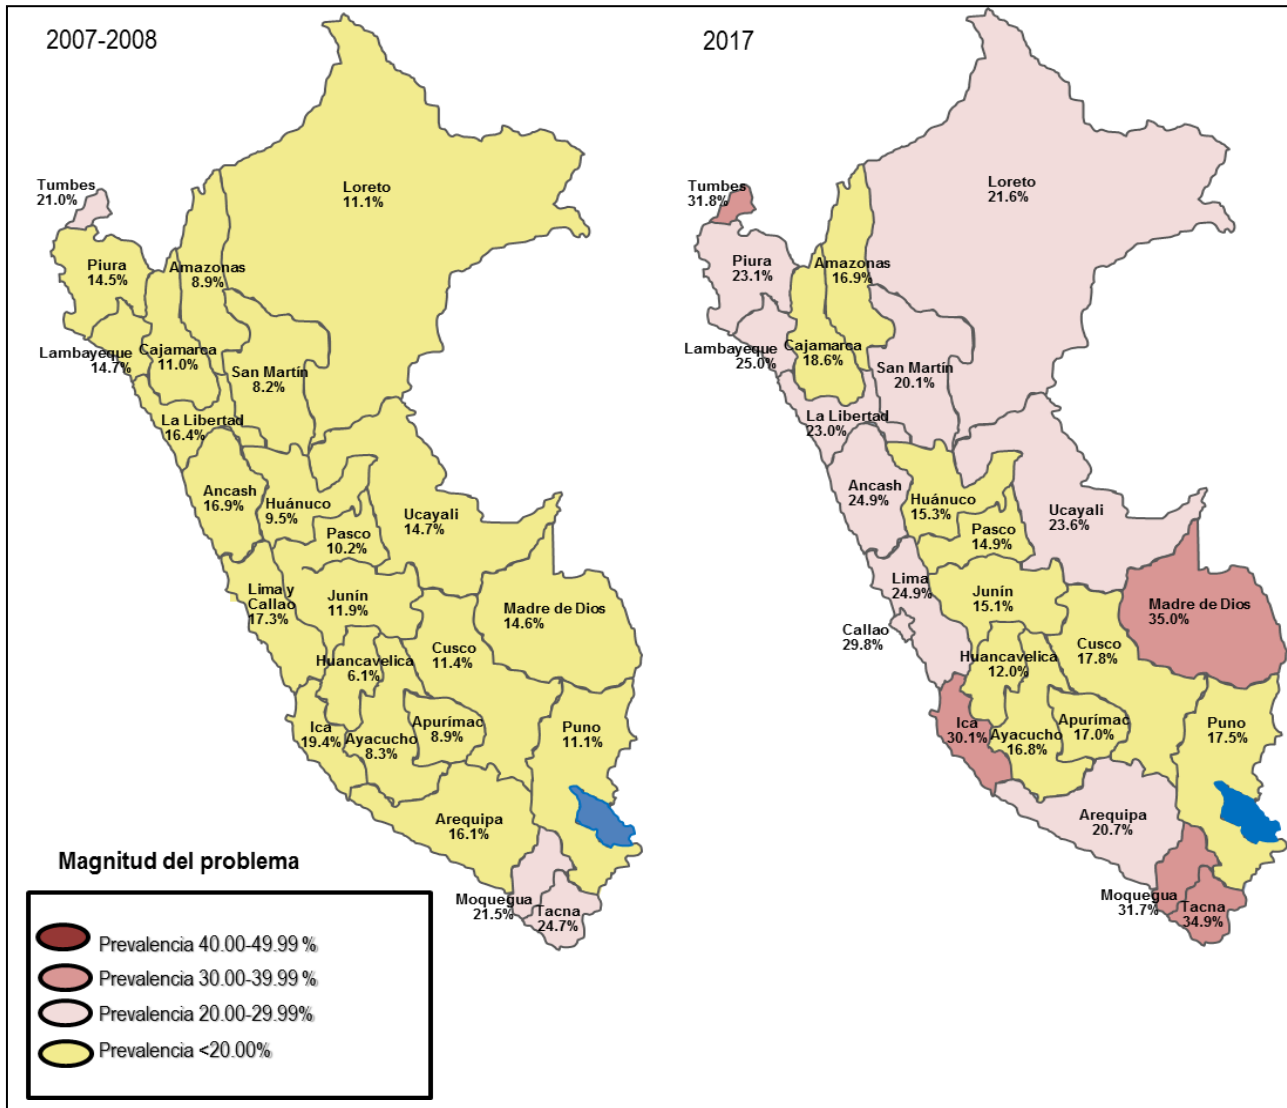 2007-2008
Tumbes
21.0%
Loreto
11.1%
Piura
14.5%
Amazonas
8.9%
Lambayeque
14.7%
Cajamarca
11.0%
San Martín
8.2%
La Libertad
16.4%
Ancash
16.9%
Huánuco
9.5%
Ucayali
14.7%
Pasco
10.2%
Lima y
Callao
17.3%
Junín
11.9%
Madre de Dios
14.6%
Cusco
11.4%
Huancavelica
6.1%
Ica
19.4%
Ayacucho
8.3%
Apurímac
8.9%
Puno
11.1%
Arequipa
16.1%
Moquegua
21.5%
Tacna
24.7%
2017
Tumbes
31.8%
Loreto
21.6%
Piura
23.1%
Amazonas
16.9%
Lambayeque
25.0%
Cajamarca
18.6%
San Martín
20.1%
La Libertad
23.0%
Ancash
24.9%
Huánuco
15.3%
Ucayali
23.6%
Pasco
14.9%
Lima
24.9%
Junín
15.1%
Madre de Dios
35.0%
Callao
29.8%
Huancavelica
12.0%
Cusco
17.8%
Ica
30.1%
Ayacucho
16.8%
Apurímac
17.0%
Puno
17.5%
Arequipa
20.7%
Moquegua
31.7%
Tacna
34.9%
Magnitud del problema
Prevalencia 40.00-49.99 %
Prevalencia 30.00-39.99 %
Prevalencia 20.00-29.99%
Prevalencia <20.00%